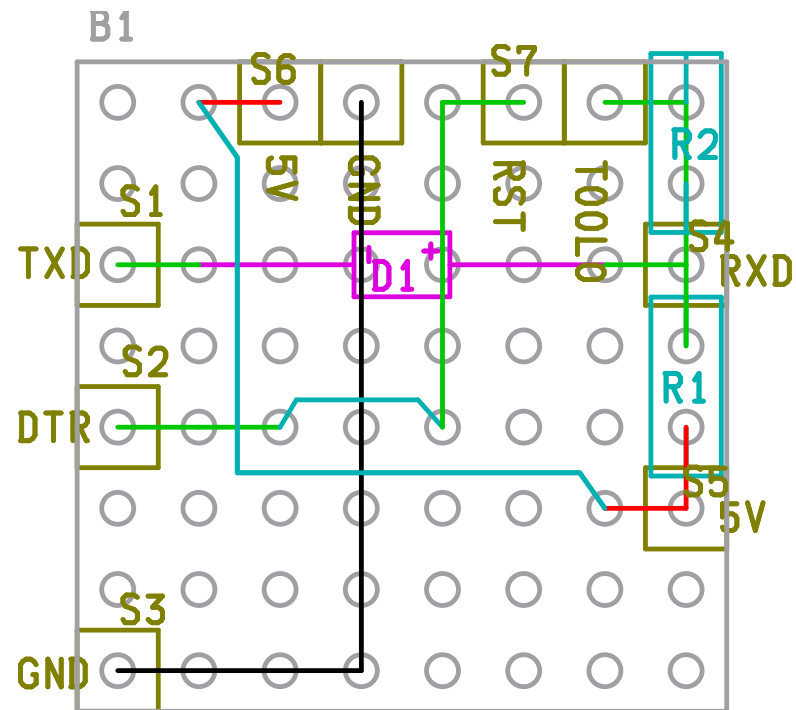 B1
S6
S7
R2
5V
GND
RST
TOOL0
S1
TXD
- D1 +
S4
RXD
S2
R1
DTR
S5
5V
S3
GND